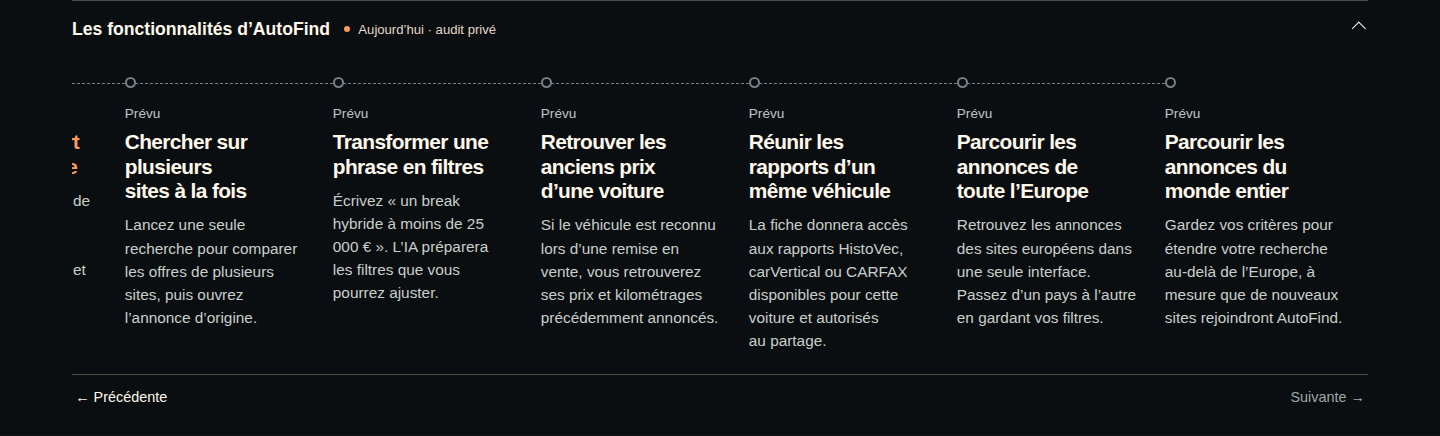 Les fonctionnalités d’AutoFind
Aujourd’hui · audit privé
t
e
de
et
Prévu
Chercher sur
plusieurs
sites à la fois
Lancez une seule
recherche pour comparer
les offres de plusieurs
sites, puis ouvrez
l’annonce d’origine.
Prévu
Transformer une
phrase en filtres
Écrivez « un break
hybride à moins de 25
000 € ». L’IA préparera
les filtres que vous
pourrez ajuster.
Prévu
Retrouver les
anciens prix
d’une voiture
Si le véhicule est reconnu
lors d’une remise en
vente, vous retrouverez
ses prix et kilométrages
précédemment annoncés.
Prévu
Réunir les
rapports d’un
même véhicule
La fiche donnera accès
aux rapports HistoVec,
carVertical ou CARFAX
disponibles pour cette
voiture et autorisés
au partage.
Prévu
Parcourir les
annonces de
toute l’Europe
Retrouvez les annonces
des sites européens dans
une seule interface.
Passez d’un pays à l’autre
en gardant vos filtres.
Prévu
Parcourir les
annonces du
monde entier
Gardez vos critères pour
étendre votre recherche
au-delà de l’Europe, à
mesure que de nouveaux
sites rejoindront AutoFind.
← Précédente
Suivante →